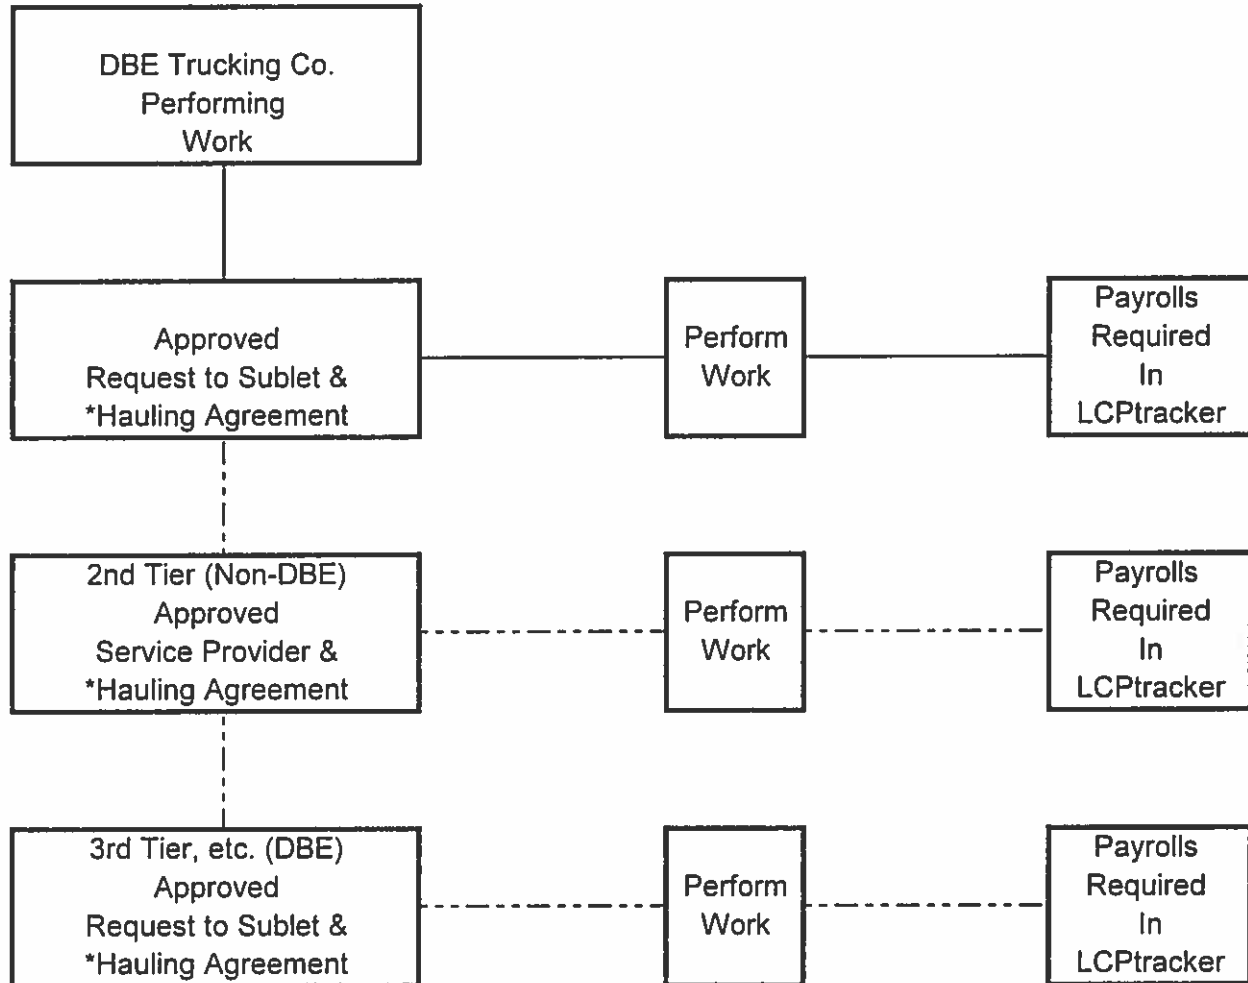 DBE Trucking Co.
Performing
Work
Approved
Request to Sublet &
*Hauling Agreement
Perform
Work
Payrolls
Required
In
LCPtracker
2nd Tier (Non-DBE)
Approved
Service Provider &
*Hauling Agreement
Perform
Work
Payrolls
Required
In
LCPtracker
3rd Tier, etc. (DBE)
Approved
Request to Sublet &
*Hauling Agreement
Perform
Work
Payrolls
Required
In
LCPtracker